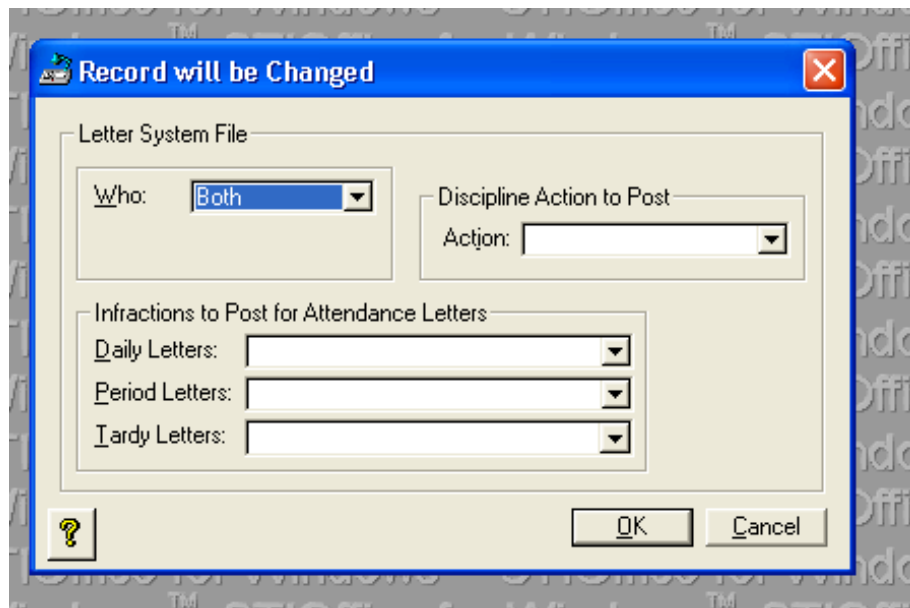 Record will be Changed
Letter System File
Who: Both
Discipline Action to Post
Action:
Infractions to Post for Attendance Letters
Daily Letters:
Period Letters:
Tardy Letters:
?
OK Cancel